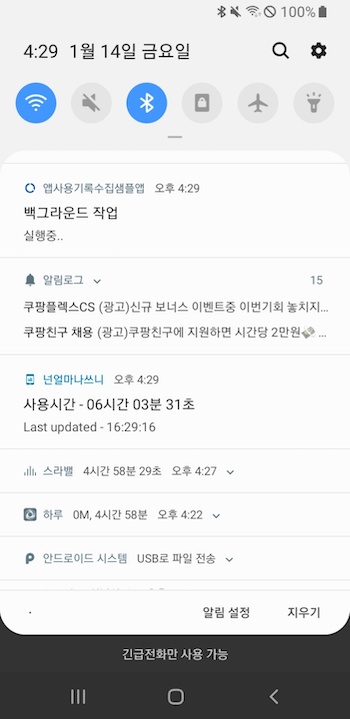 100%
4:29 1월 14일 금요일
앱사용기록수집샘플앱 오후 4:29
백그라운드 작업
실행중..
알림로그 15
쿠팡플렉스CS (광고)신규 보너스 이벤트중 이번기회 놓치지...
쿠팡친구 채용 (광고)쿠팡친구에 지원하면 시간당 2만원💸 ...
넌얼마나쓰니 오후 4:29
사용시간 - 06시간 03분 31초
Last updated - 16:29:16
스라밸 4시간 58분 29초 오후 4:27
하루 0M, 4시간 58분 오후 4:22
안드로이드 시스템 USB로 파일 전송
알림 설정 지우기
긴급전화만 사용 가능